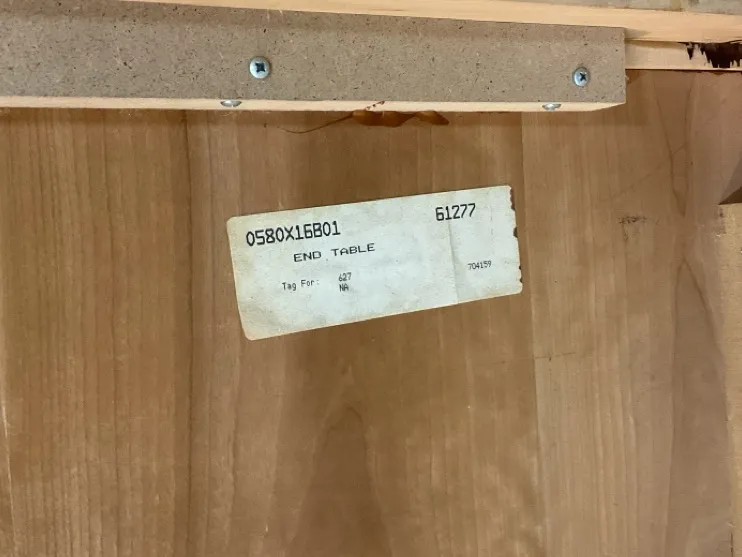 0580X16B01 61277
END TABLE
Tag For: 627
NA
704159